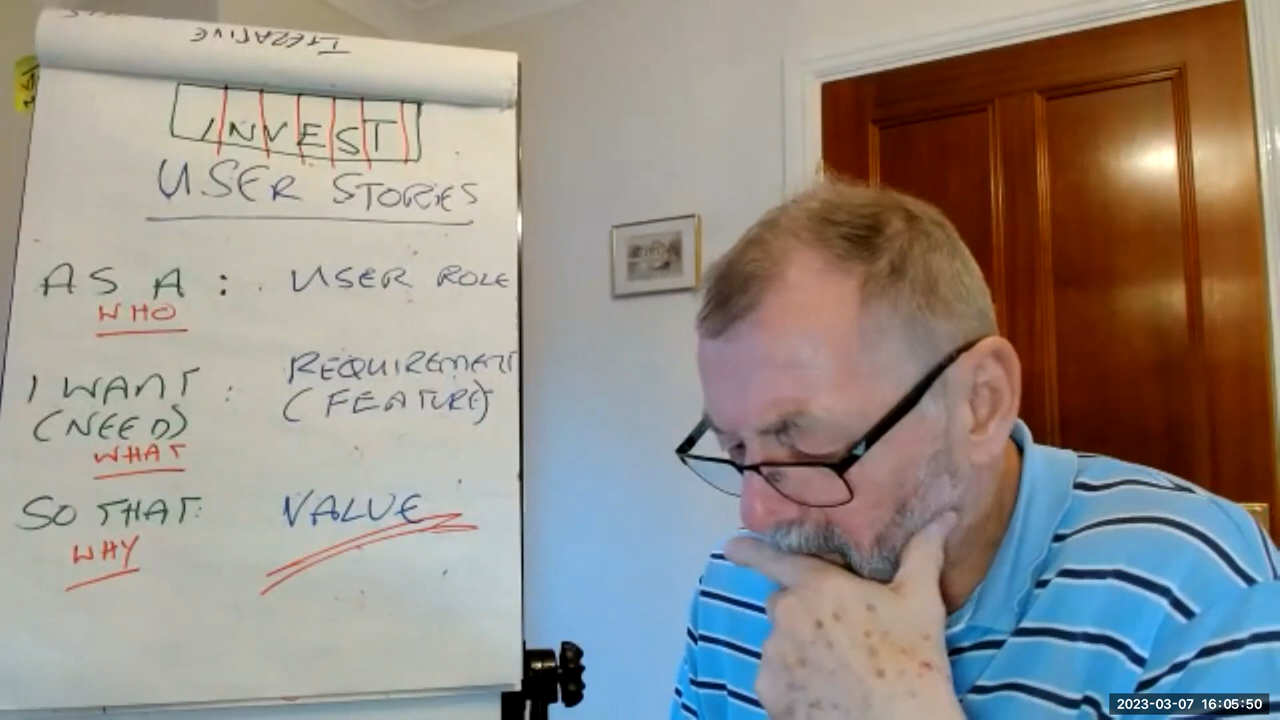 ITERATIVE
INVEST
USER STORIES
AS A : USER ROLE
WHO
I WANT : REQUIREMENT
(NEED) (FEATURE)
WHAT
SO THAT: VALUE
WHY
2023-03-07 16:05:50